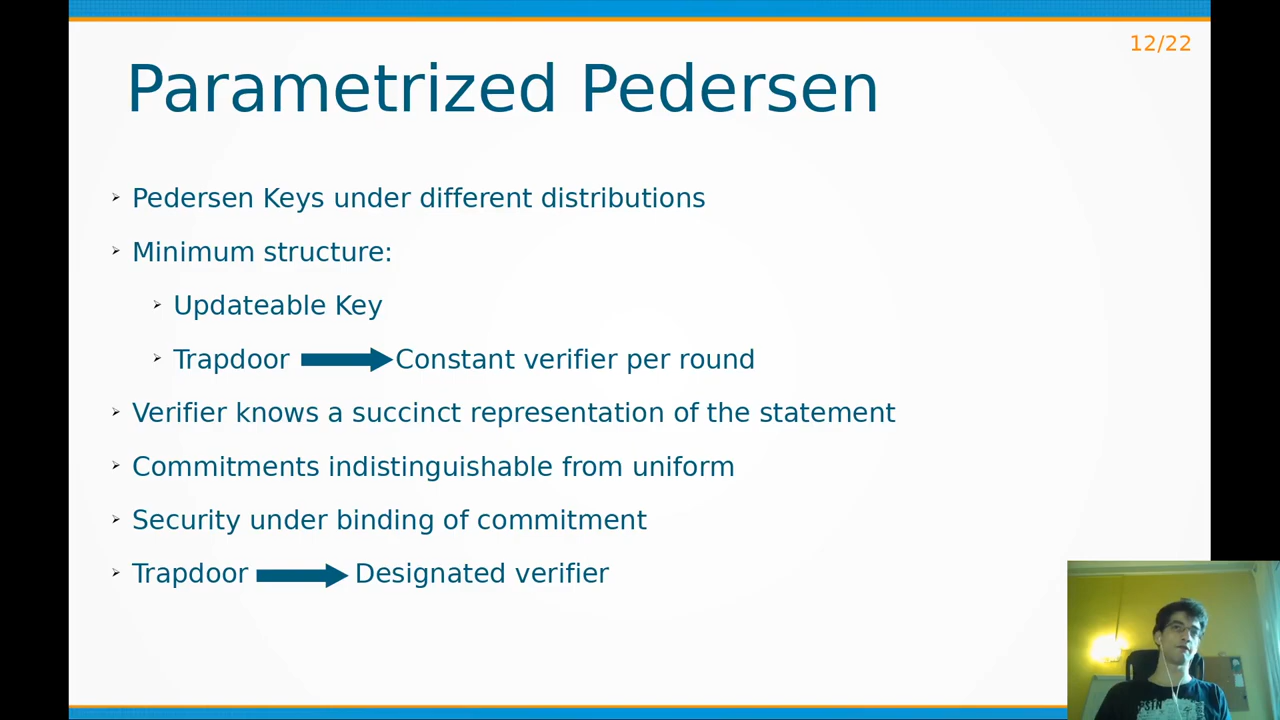 12/22
Parametrized Pedersen
Pedersen Keys under different distributions
Minimum structure:
Updateable Key
Trapdoor Constant verifier per round
Verifier knows a succinct representation of the statement
Commitments indistinguishable from uniform
Security under binding of commitment
Trapdoor Designated verifier